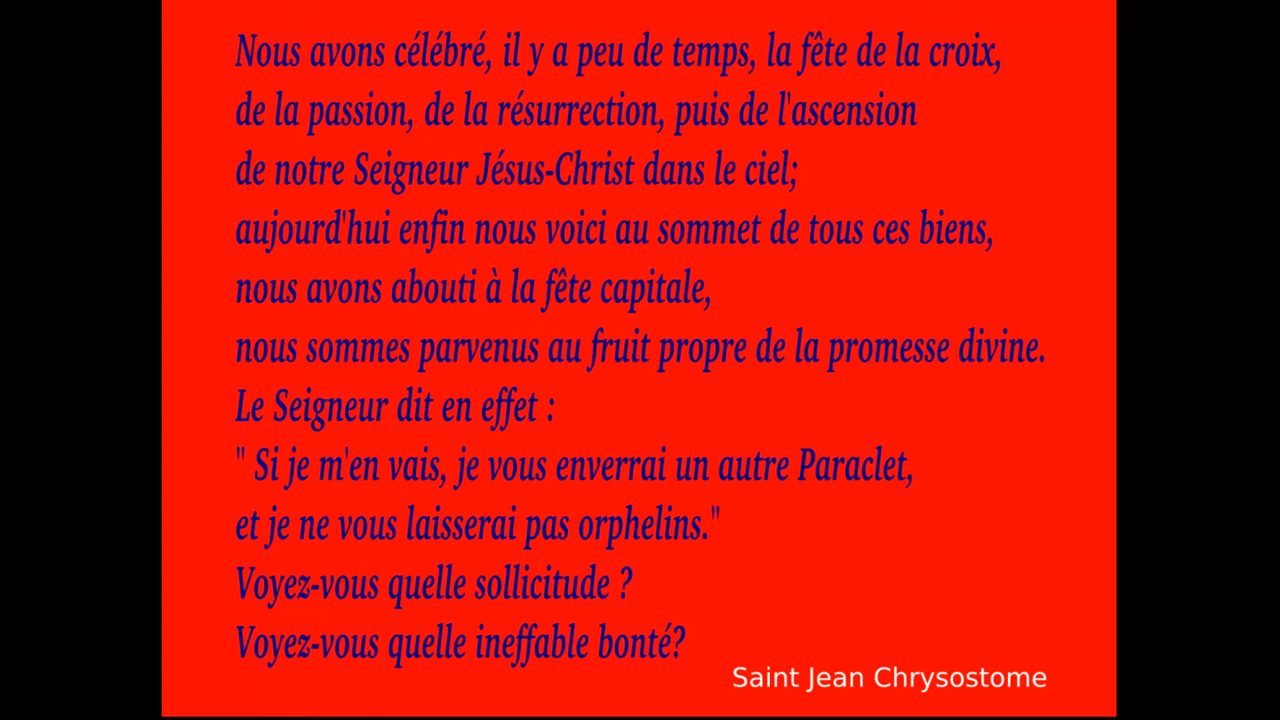 Nous avons célébré, il y a peu de temps, la fête de la croix,
de la passion, de la résurrection, puis de l'ascension
de notre Seigneur Jésus-Christ dans le ciel;
aujourd'hui enfin nous voici au sommet de tous ces biens,
nous avons abouti à la fête capitale,
nous sommes parvenus au fruit propre de la promesse divine.
Le Seigneur dit en effet :
" Si je m'en vais, je vous enverrai un autre Paraclet,
et je ne vous laisserai pas orphelins."
Voyez-vous quelle sollicitude ?
Voyez-vous quelle ineffable bonté?
Saint Jean Chrysostome